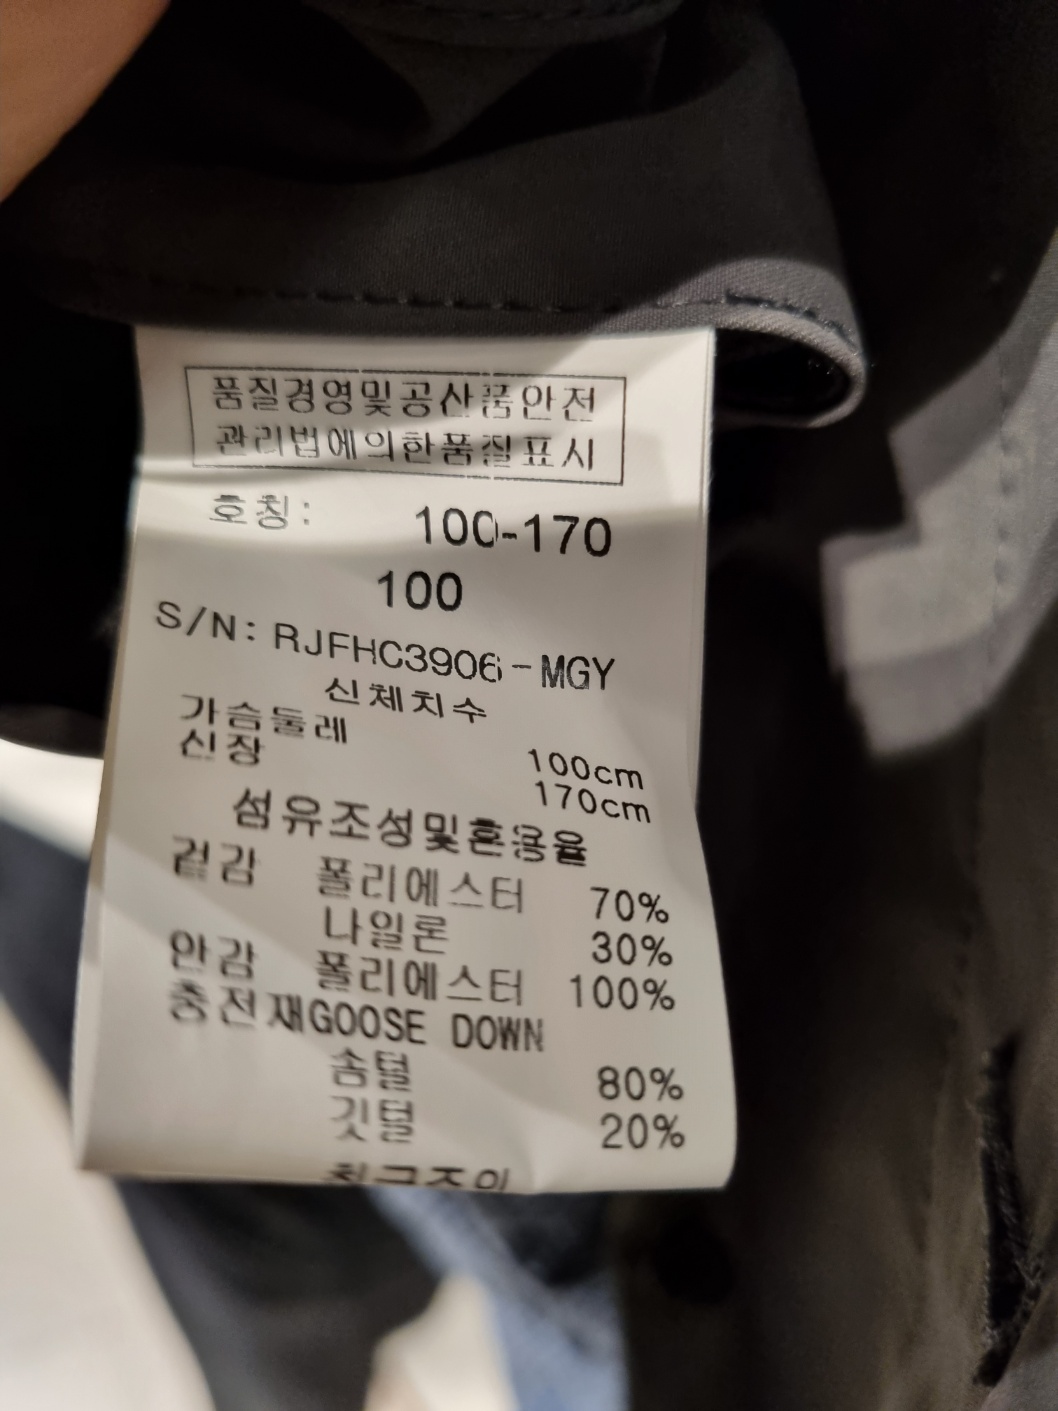 품질경영및공산품안전
관리법에의한품질표시
호칭: 100-170
100
S/N: RJFHC3906-MGY
신체치수
가슴둘레 100cm
신장 170cm
섬유조성및혼용율
겉감 폴리에스터 70%
나일론 30%
안감 폴리에스터 100%
충전재GOOSE DOWN
솜털 80%
깃털 20%